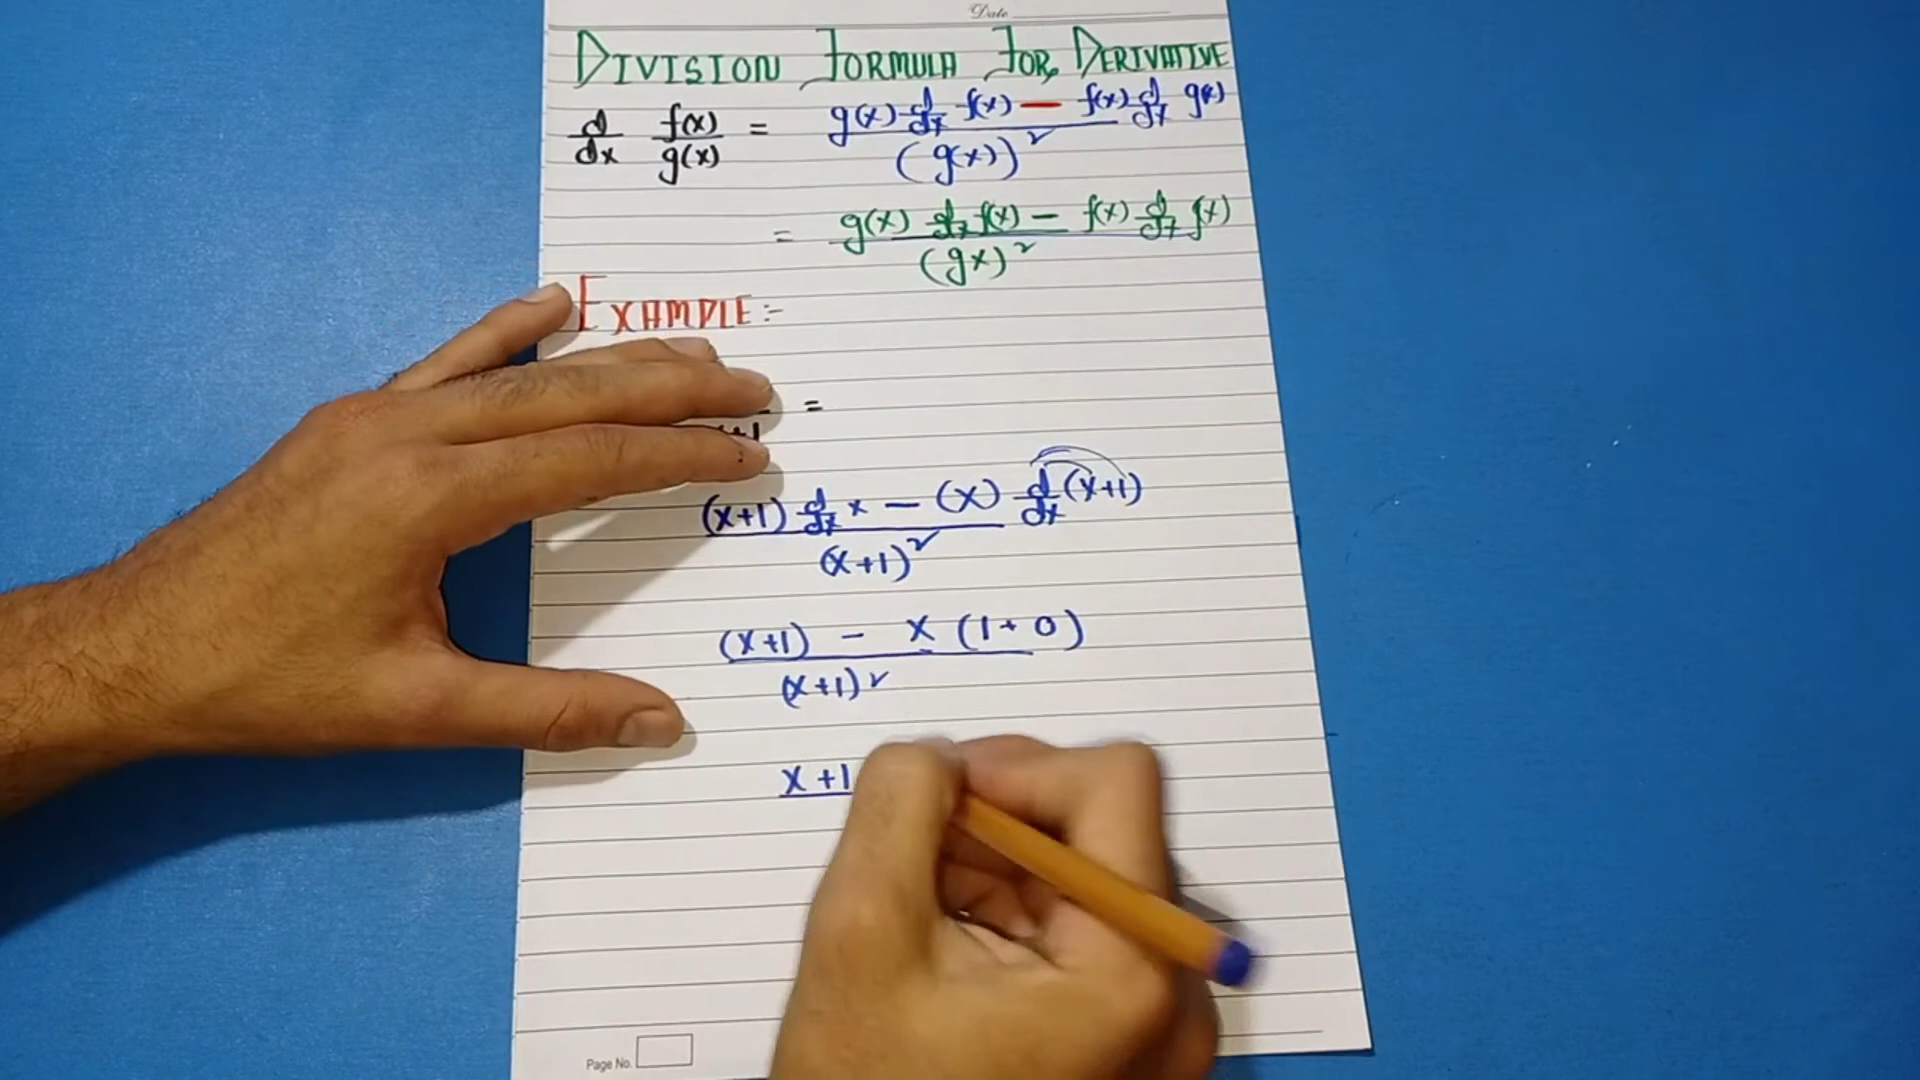 Date
DIVISION FORMULA FOR DERIVATIVE
d/dx f(x)/g(x) = g(x) d/dx f(x) − f(x) d/dx g(x) / (g(x))²
= g(x) d/dx f(x) − f(x) d/dx g(x) / (gx)²
EXAMPLE:-
=
(x+1) d/dx x − (x) d/dx (x+1) / (x+1)²
(x+1) − x (1+0) / (x+1)²
x+1
Page No.